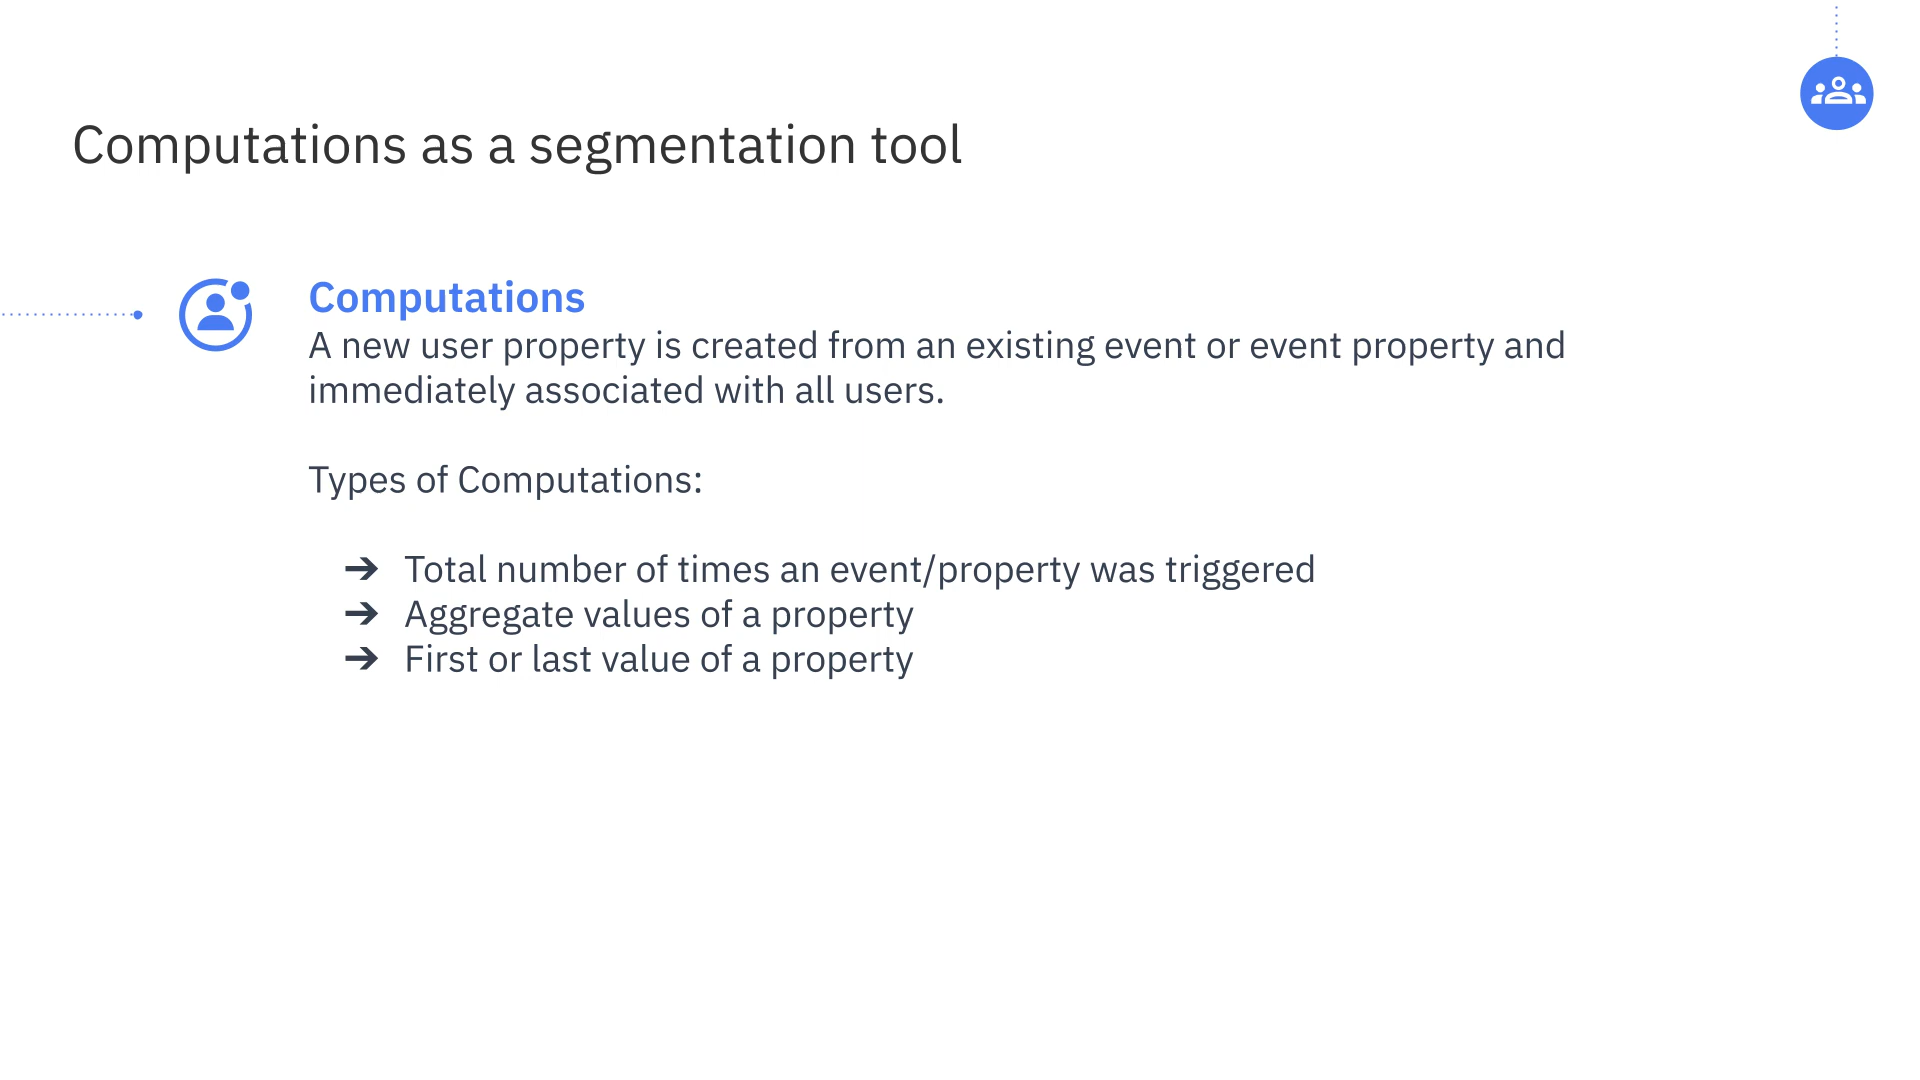 Computations as a segmentation tool
Computations
A new user property is created from an existing event or event property and
immediately associated with all users.
Types of Computations:
➔ Total number of times an event/property was triggered
➔ Aggregate values of a property
➔ First or last value of a property